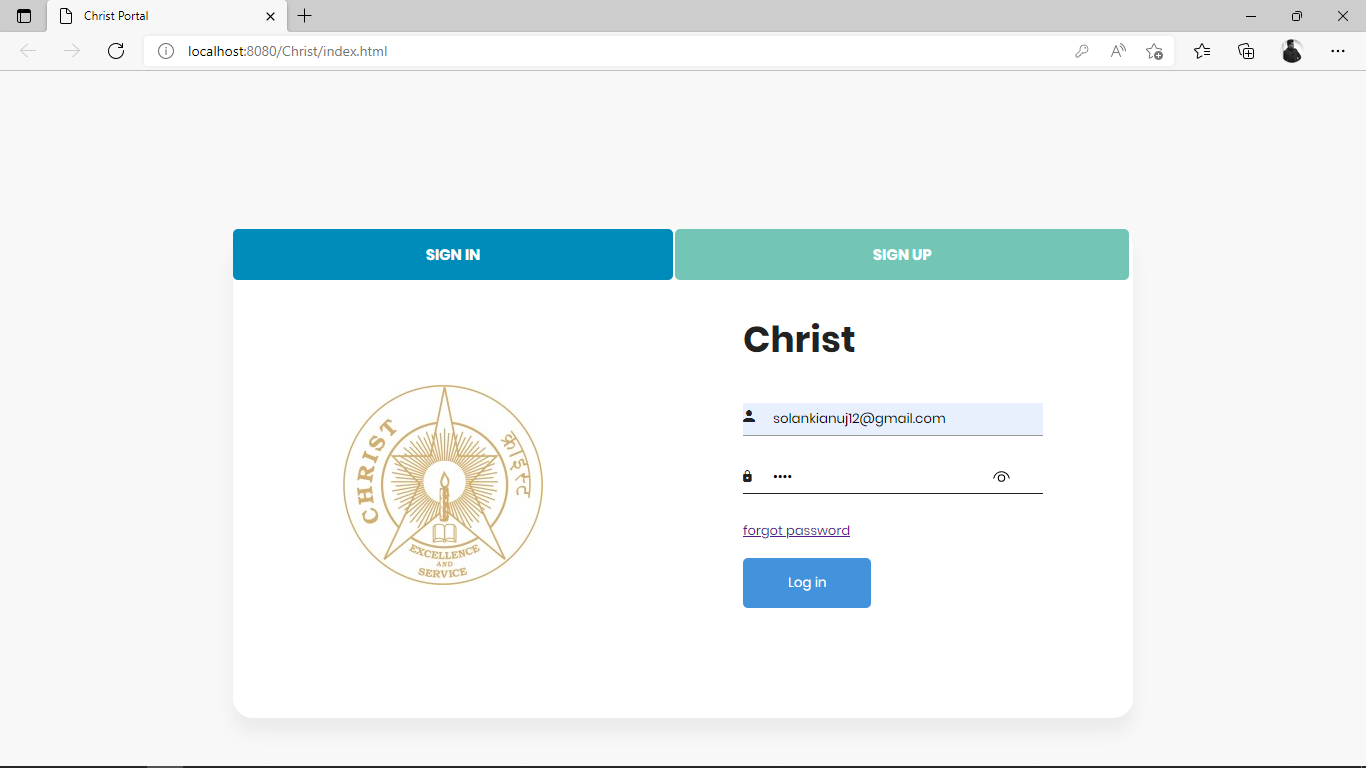 Christ Portal
localhost:8080/Christ/index.html
SIGN IN
SIGN UP
Christ
CHRIST
क्राइस्ट
EXCELLENCE
AND
SERVICE
solankianuj12@gmail.com
••••
forgot password
Log in